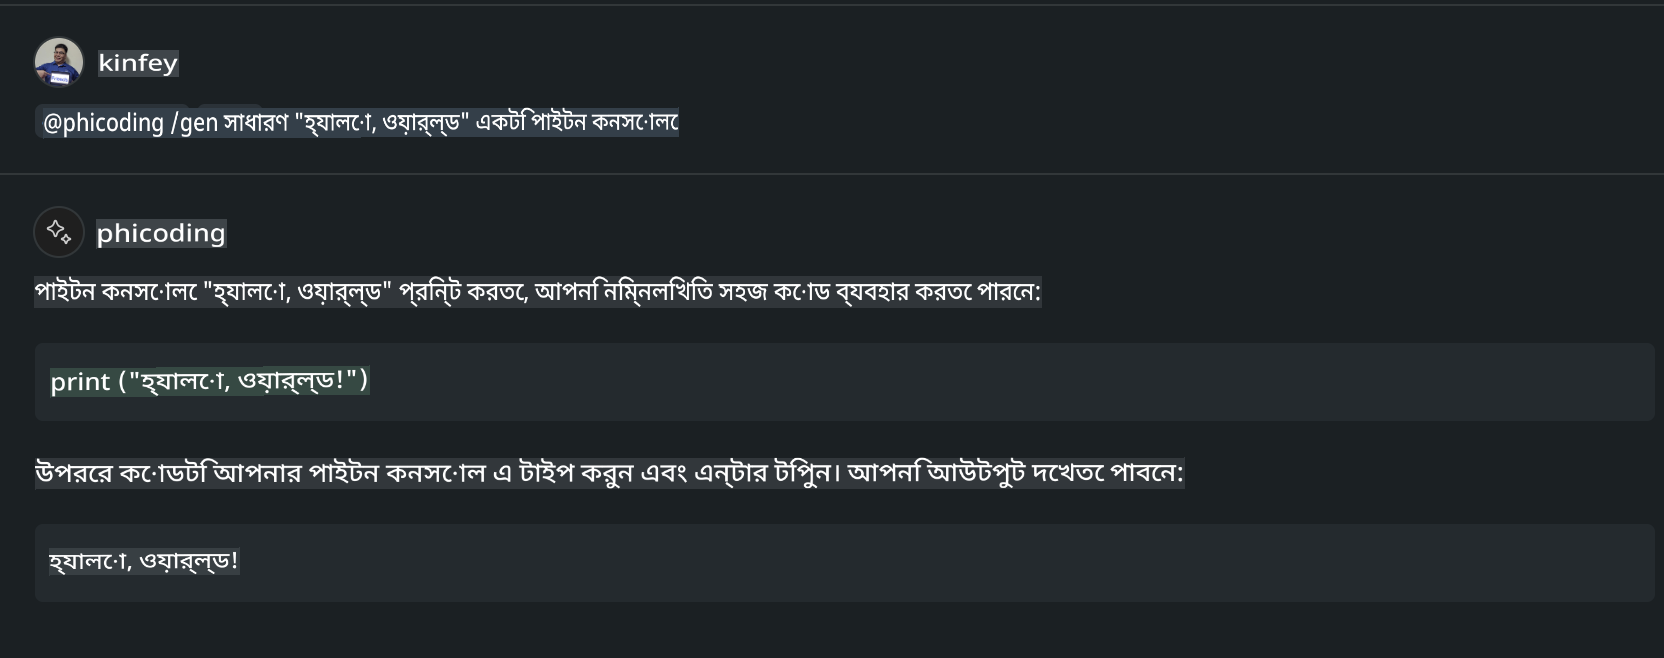 kinfey
@phicoding /gen সাধারণ "হ্যালো, ওয়ার্ল্ড" একটি পাইটন কনসোলে
phicoding
পাইটন কনসোলে "হ্যালো, ওয়ার্ল্ড" প্রিন্ট করতে, আপনি নিম্নলিখিত সহজ কোড ব্যবহার করতে পারেন:
print ("হ্যালো, ওয়ার্ল্ড!")
উপরের কোডটি আপনার পাইটন কনসোল এ টাইপ করুন এবং এন্টার টিপুন। আপনি আউটপুট দেখতে পাবেন:
হ্যালো, ওয়ার্ল্ড!